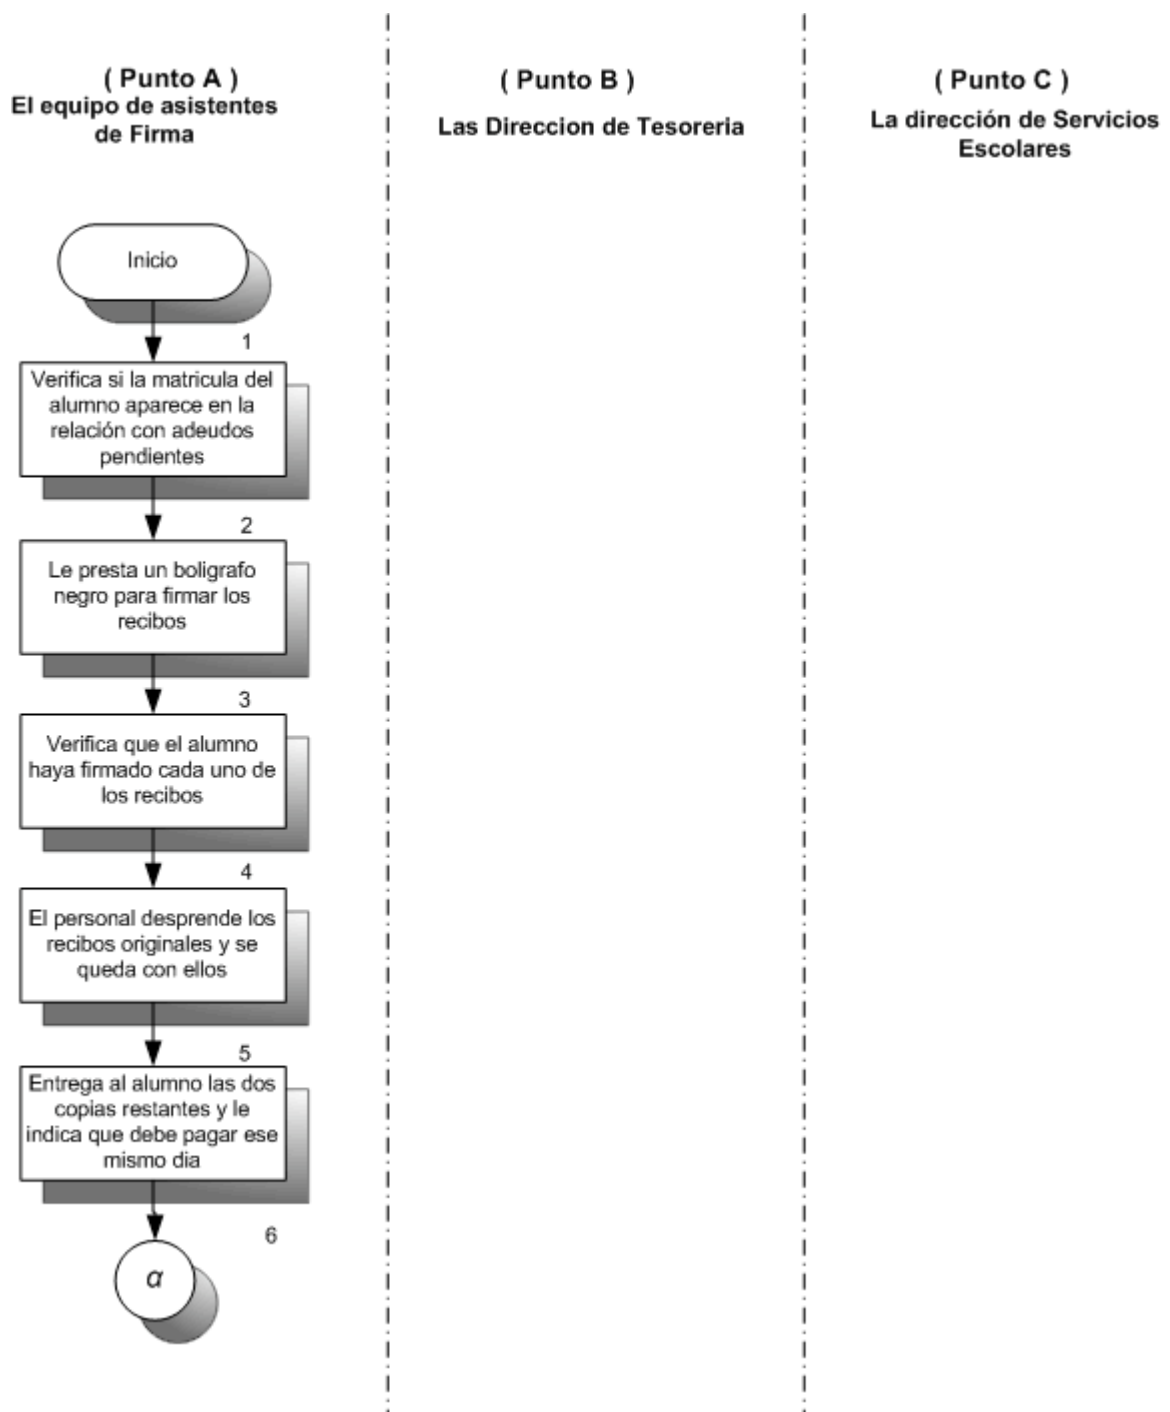 ( Punto A )
El equipo de asistentes
de Firma
( Punto B )
Las Direccion de Tesoreria
( Punto C )
La dirección de Servicios
Escolares
Inicio
1
Verifica si la matricula del
alumno aparece en la
relación con adeudos
pendientes
2
Le presta un boligrafo
negro para firmar los
recibos
3
Verifica que el alumno
haya firmado cada uno de
los recibos
4
El personal desprende los
recibos originales y se
queda con ellos
5
Entrega al alumno las dos
copias restantes y le
indica que debe pagar ese
mismo dia
6
α